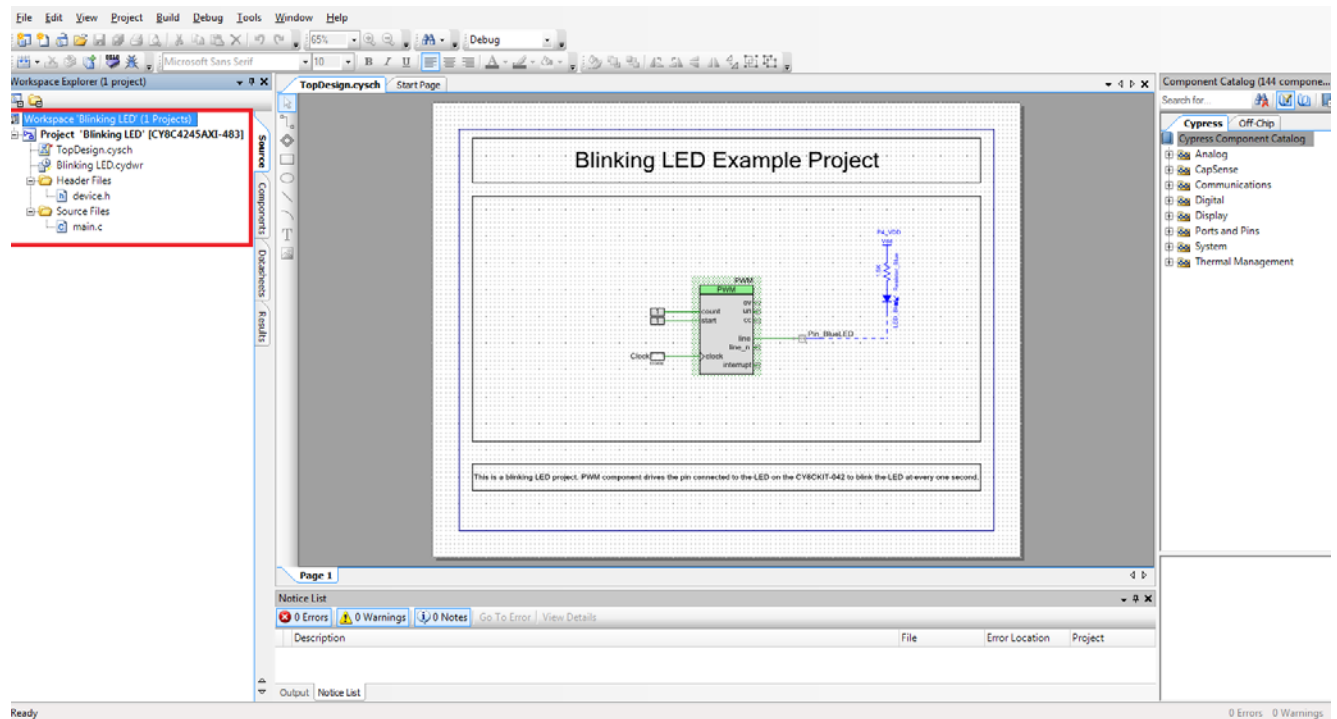 File Edit View Project Build Debug Tools Window Help
65% Debug
Microsoft Sans Serif 10 B I U
Workspace Explorer (1 project)
Workspace 'Blinking LED' (1 Projects)
Project 'Blinking LED' [CY8C4245AXI-483]
TopDesign.cysch
Blinking LED.cydwr
Header Files
device.h
Source Files
main.c
Source
Components
Datasheets
Results
TopDesign.cysch Start Page
Blinking LED Example Project
P4_VDD
Vdd
Resistor_Blue
PWM
PWM
count
start
ov
un
cc
line
line_n
Clock
clock
interrupt
Pin_BlueLED
This is a blinking LED project. PWM component drives the pin connected to the LED on the CY8CKIT-042 to blink the LED at every one second.
Page 1
Notice List
0 Errors 0 Warnings 0 Notes Go To Error View Details
Description File Error Location Project
Output Notice List
Component Catalog (144 compone...
Search for...
Cypress Off-Chip
Cypress Component Catalog
Analog
CapSense
Communications
Digital
Display
Ports and Pins
System
Thermal Management
Ready 0 Errors 0 Warnings